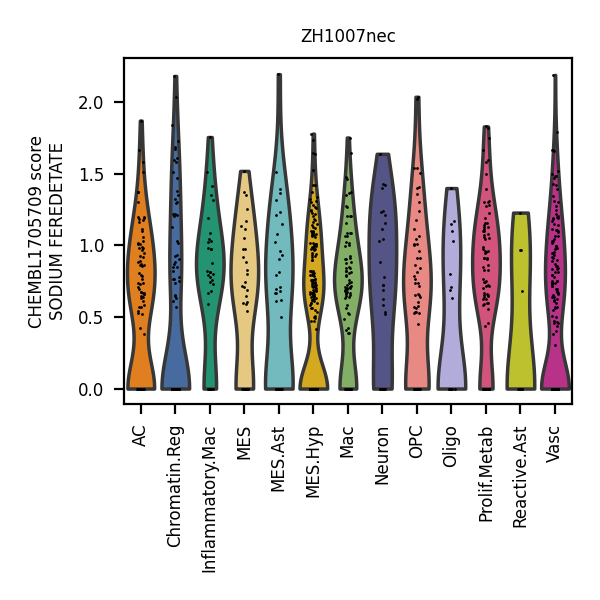 ZH1007nec
CHEMBL1705709 score
SODIUM FEREDETATE
2.0
1.5
1.0
0.5
0.0
AC
Chromatin.Reg
Inflammatory.Mac
MES
MES.Ast
MES.Hyp
Mac
Neuron
OPC
Oligo
Prolif.Metab
Reactive.Ast
Vasc